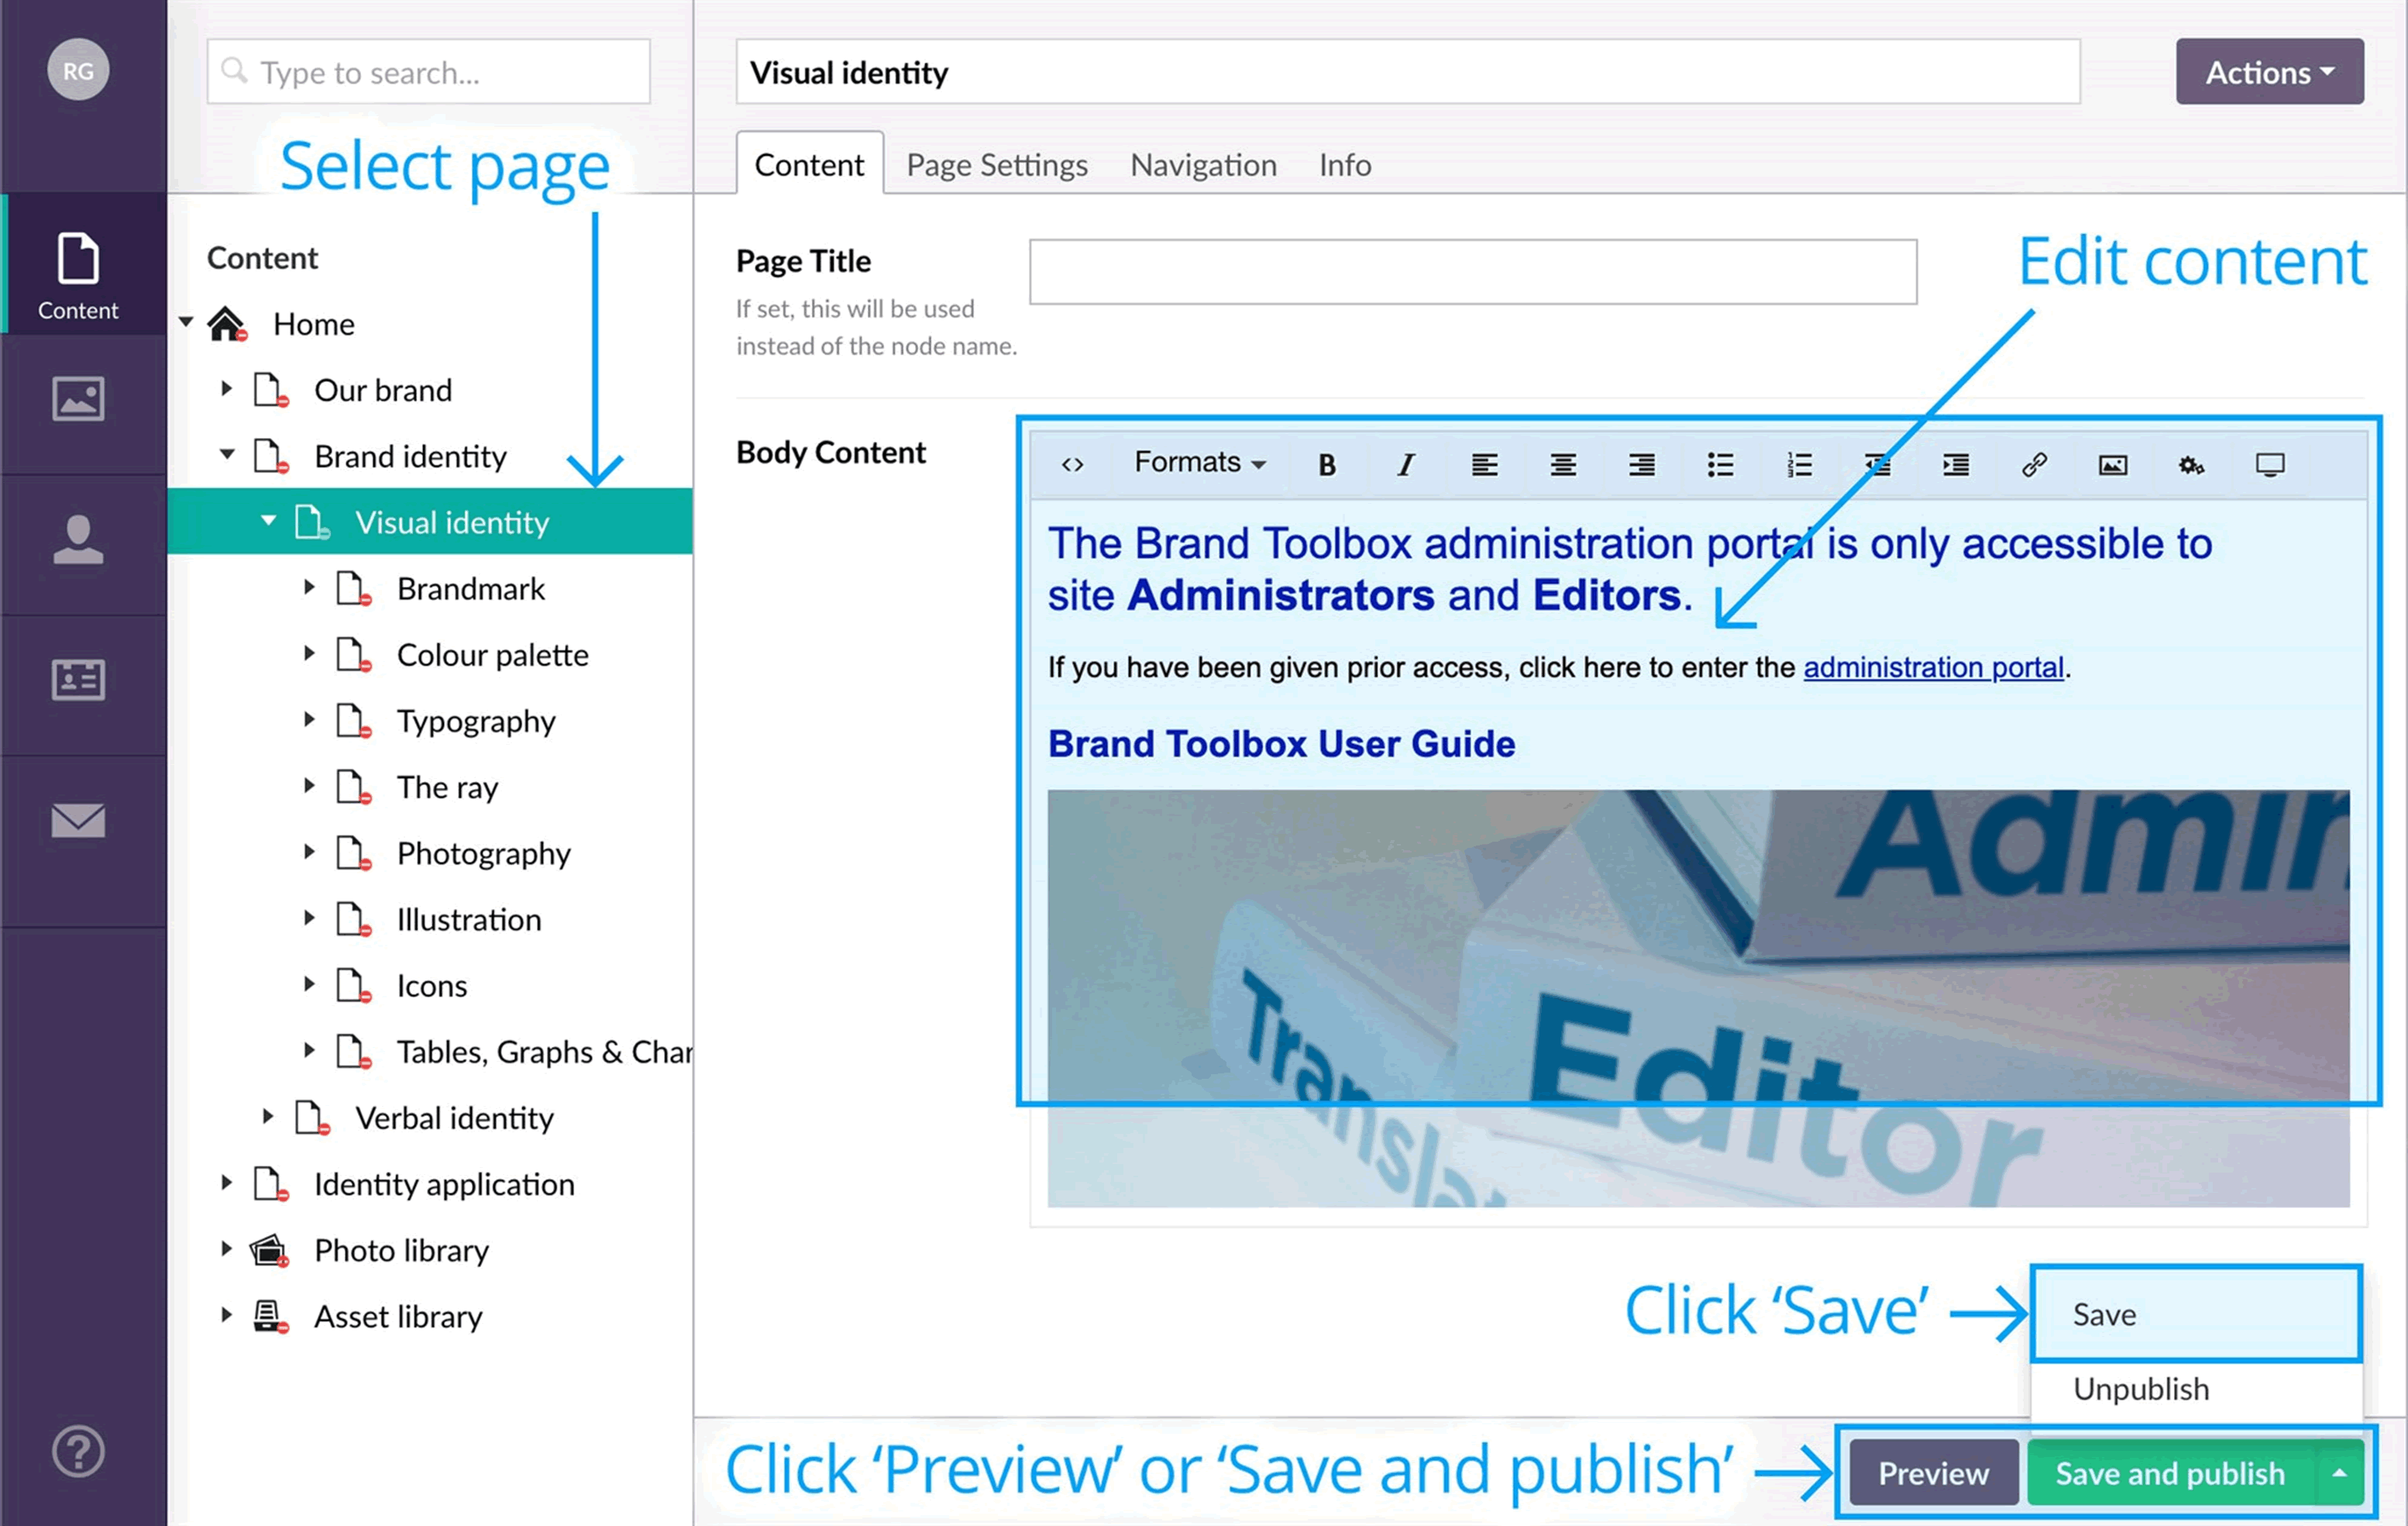 RG
Type to search...
Visual identity
Actions
Select page
Content
Page Settings
Navigation
Info
Content
Content
Home
Our brand
Brand identity
Visual identity
Brandmark
Colour palette
Typography
The ray
Photography
Illustration
Icons
Tables, Graphs & Char
Verbal identity
Identity application
Photo library
Asset library
Page Title
If set, this will be used
instead of the node name.
Edit content
Body Content
Formats
B
I
The Brand Toolbox administration portal is only accessible to
site Administrators and Editors.
If you have been given prior access, click here to enter the administration portal.
Brand Toolbox User Guide
Admin
Editor
Transla
Click ‘Save’
Save
Unpublish
Click ‘Preview’ or ‘Save and publish’
Preview
Save and publish